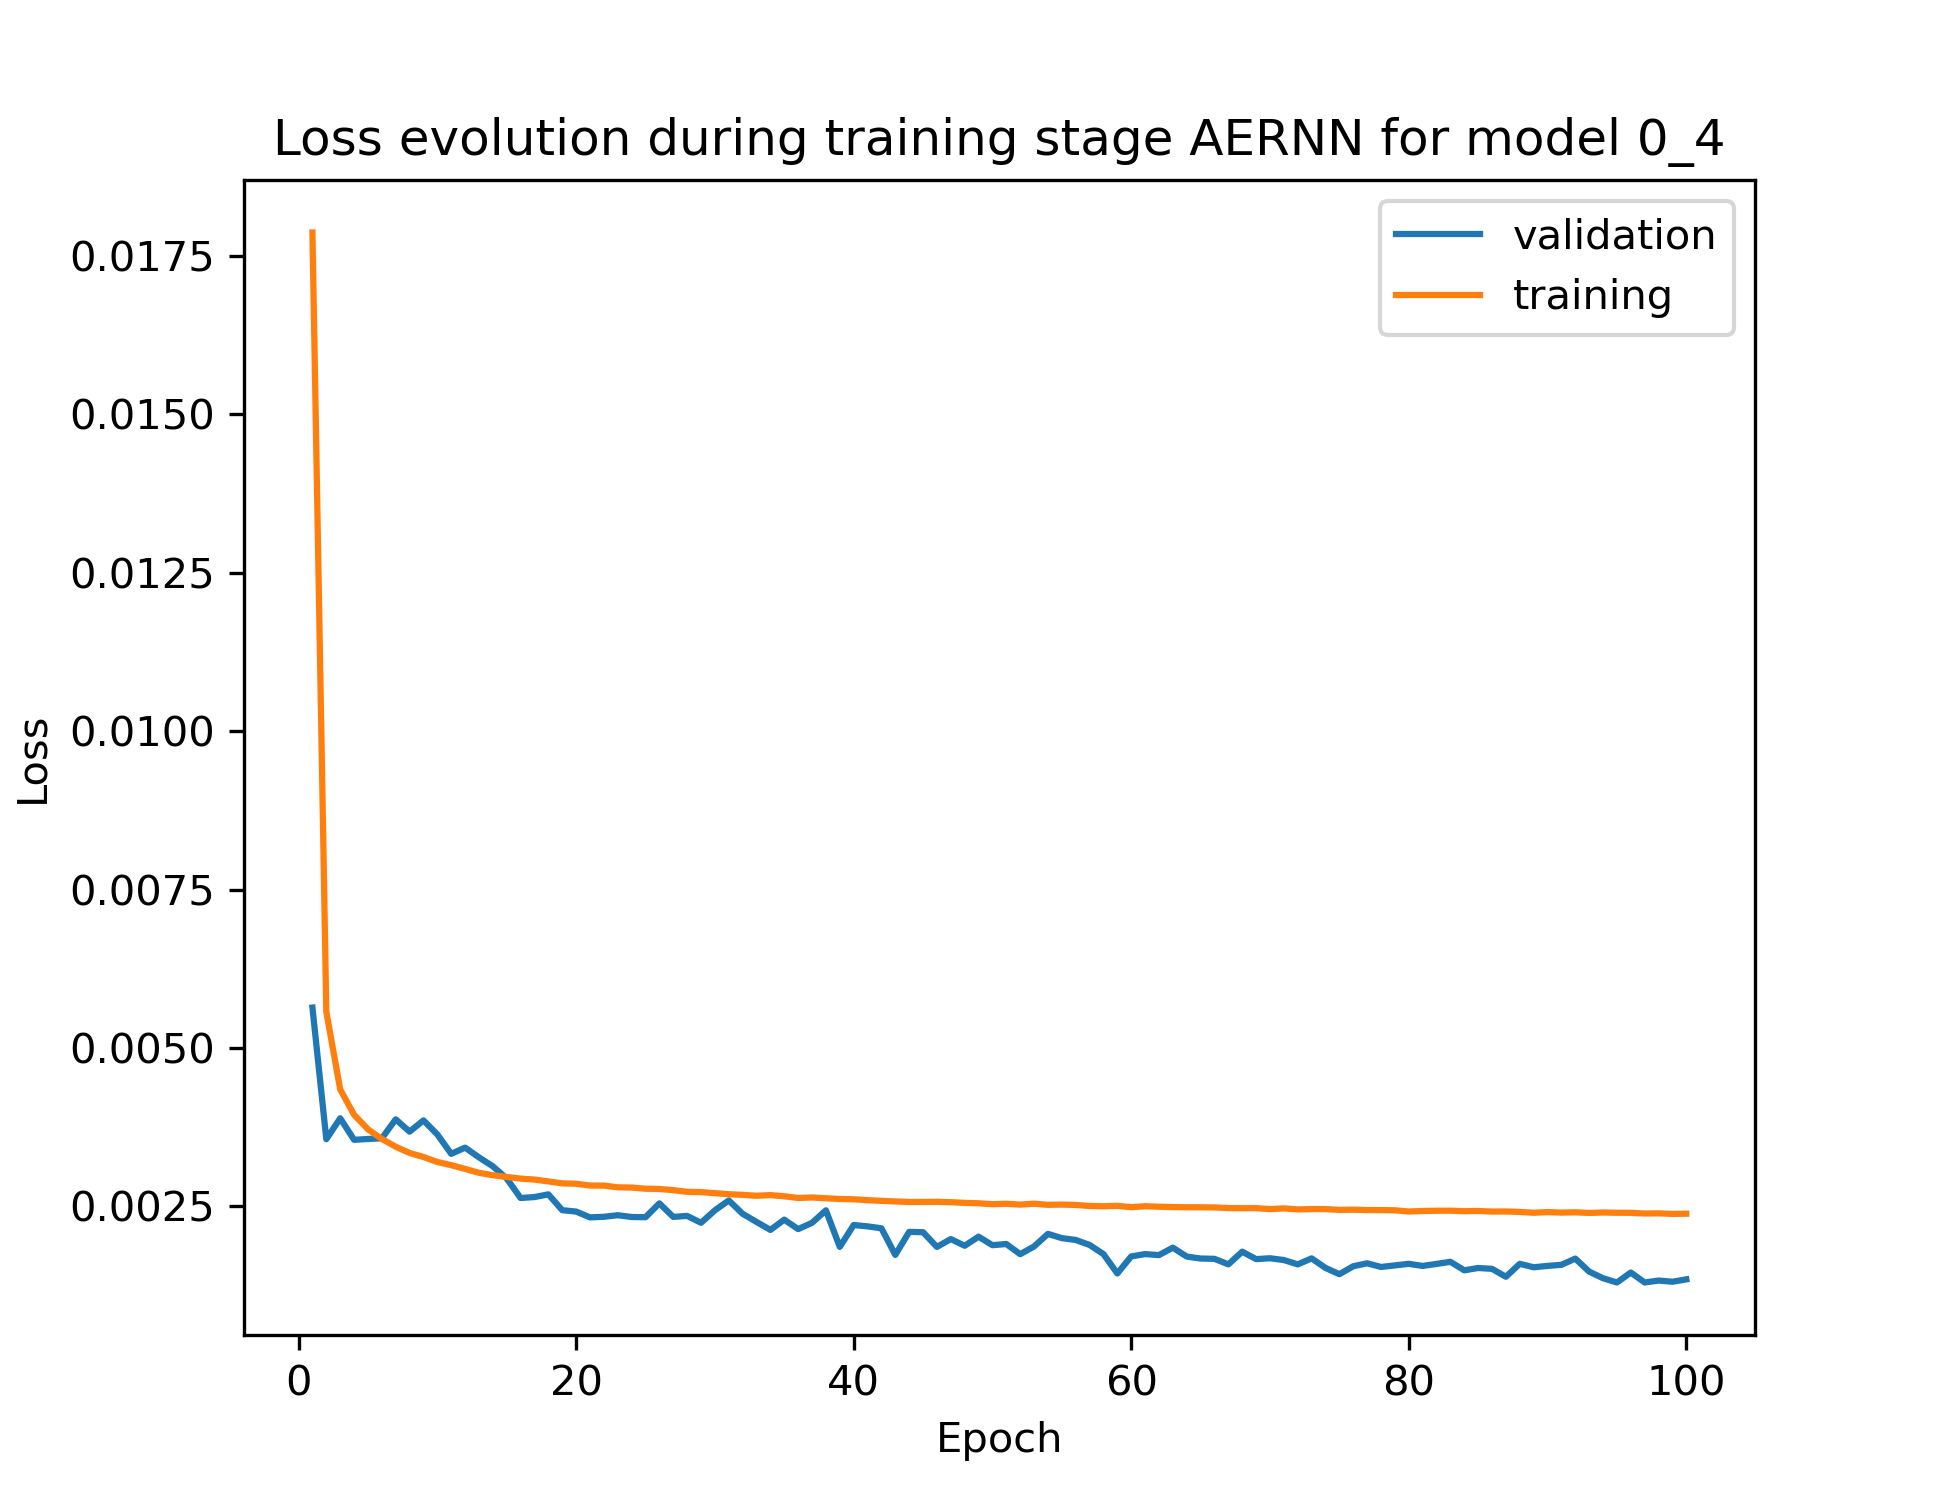 Loss evolution during training stage AERNN for model 0_4
validation
training
0.0175
0.0150
0.0125
0.0100
0.0075
0.0050
0.0025
Loss
0 20 40 60 80 100
Epoch